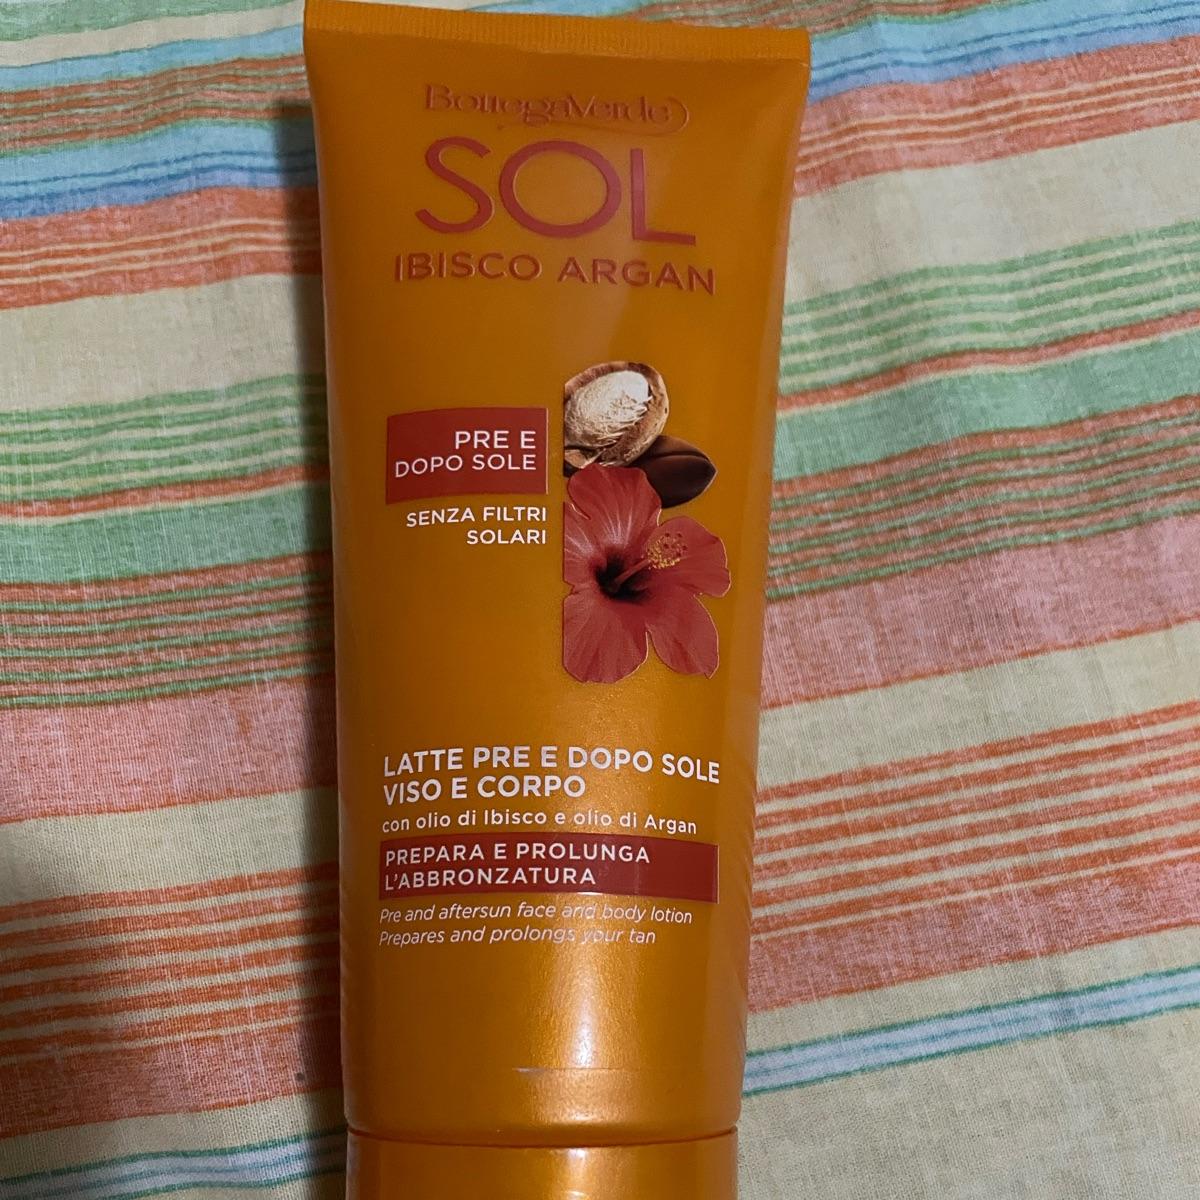 BottegaVerde
SOL
IBISCO ARGAN
PRE E
DOPO SOLE
SENZA FILTRI
SOLARI
LATTE PRE E DOPO SOLE
VISO E CORPO
con olio di Ibisco e olio di Argan
PREPARA E PROLUNGA
L'ABBRONZATURA
Pre and aftersun face and body lotion
Prepares and prolongs your tan